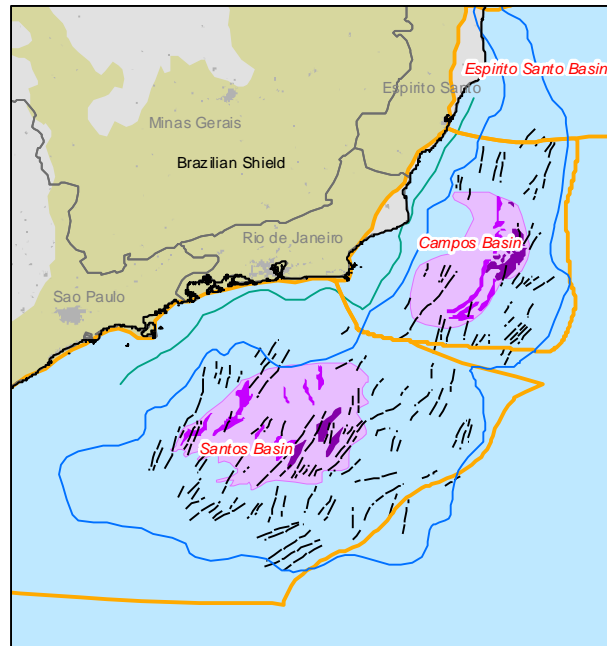 Espirito Santo Basin
Espirito Santo
Minas Gerais
Brazilian Shield
Rio de Janeiro
Campos Basin
Sao Paulo
Santos Basin